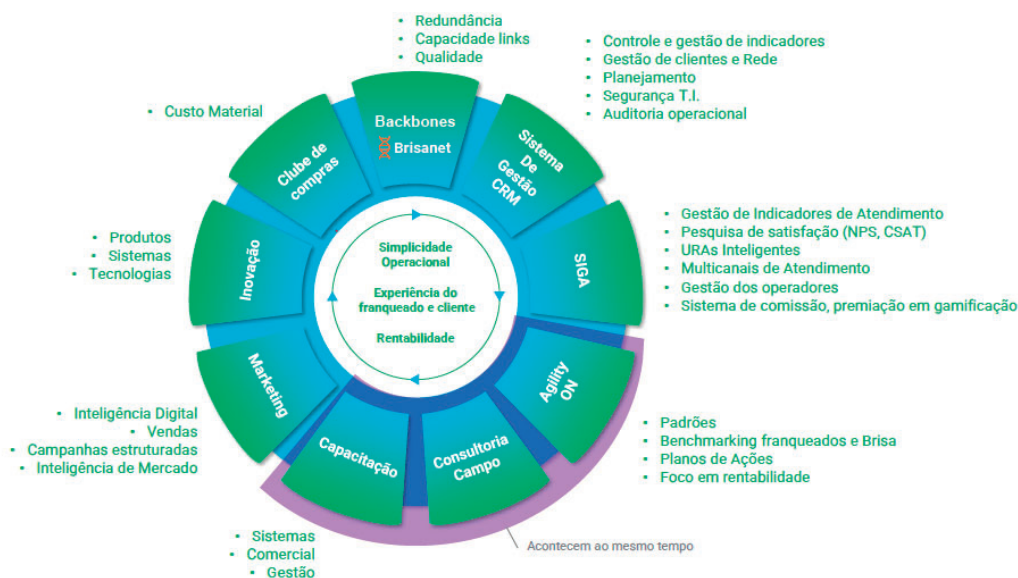 • Redundância
• Capacidade links
• Qualidade
• Controle e gestão de indicadores
• Gestão de clientes e Rede
• Planejamento
• Segurança T.I.
• Auditoria operacional
• Custo Material
Backbones
Brisanet
Clube de
compras
Sistema
De
Gestão
CRM
• Gestão de Indicadores de Atendimento
• Pesquisa de satisfação (NPS, CSAT)
• URAs Inteligentes
• Multicanais de Atendimento
• Gestão dos operadores
• Sistema de comissão, premiação em gamificação
• Produtos
• Sistemas
• Tecnologias
Inovação
Simplicidade
Operacional
Experiência do
franqueado e cliente
Rentabilidade
SIGA
Marketing
Agility
ON
• Inteligência Digital
• Vendas
• Campanhas estruturadas
• Inteligência de Mercado
Capacitação
Consultoria
Campo
• Padrões
• Benchmarking franqueados e Brisa
• Planos de Ações
• Foco em rentabilidade
• Sistemas
• Comercial
• Gestão
Acontecem ao mesmo tempo